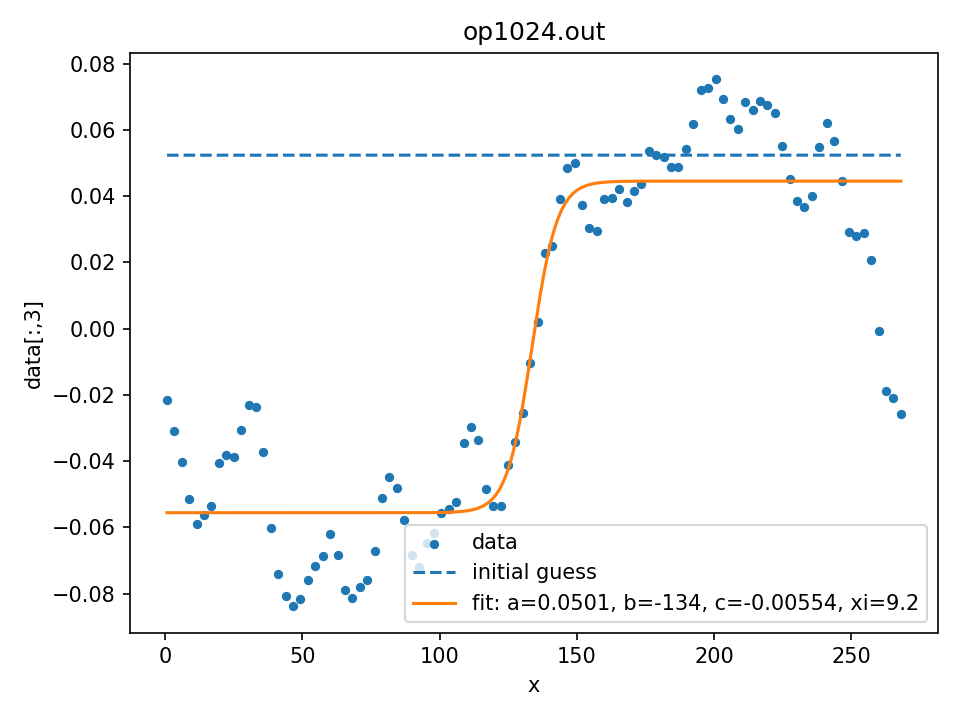 op1024.out
0.08
0.06
0.04
0.02
0.00
−0.02
−0.04
−0.06
−0.08
data[:,3]
data
initial guess
fit: a=0.0501, b=-134, c=-0.00554, xi=9.2
0 50 100 150 200 250
x